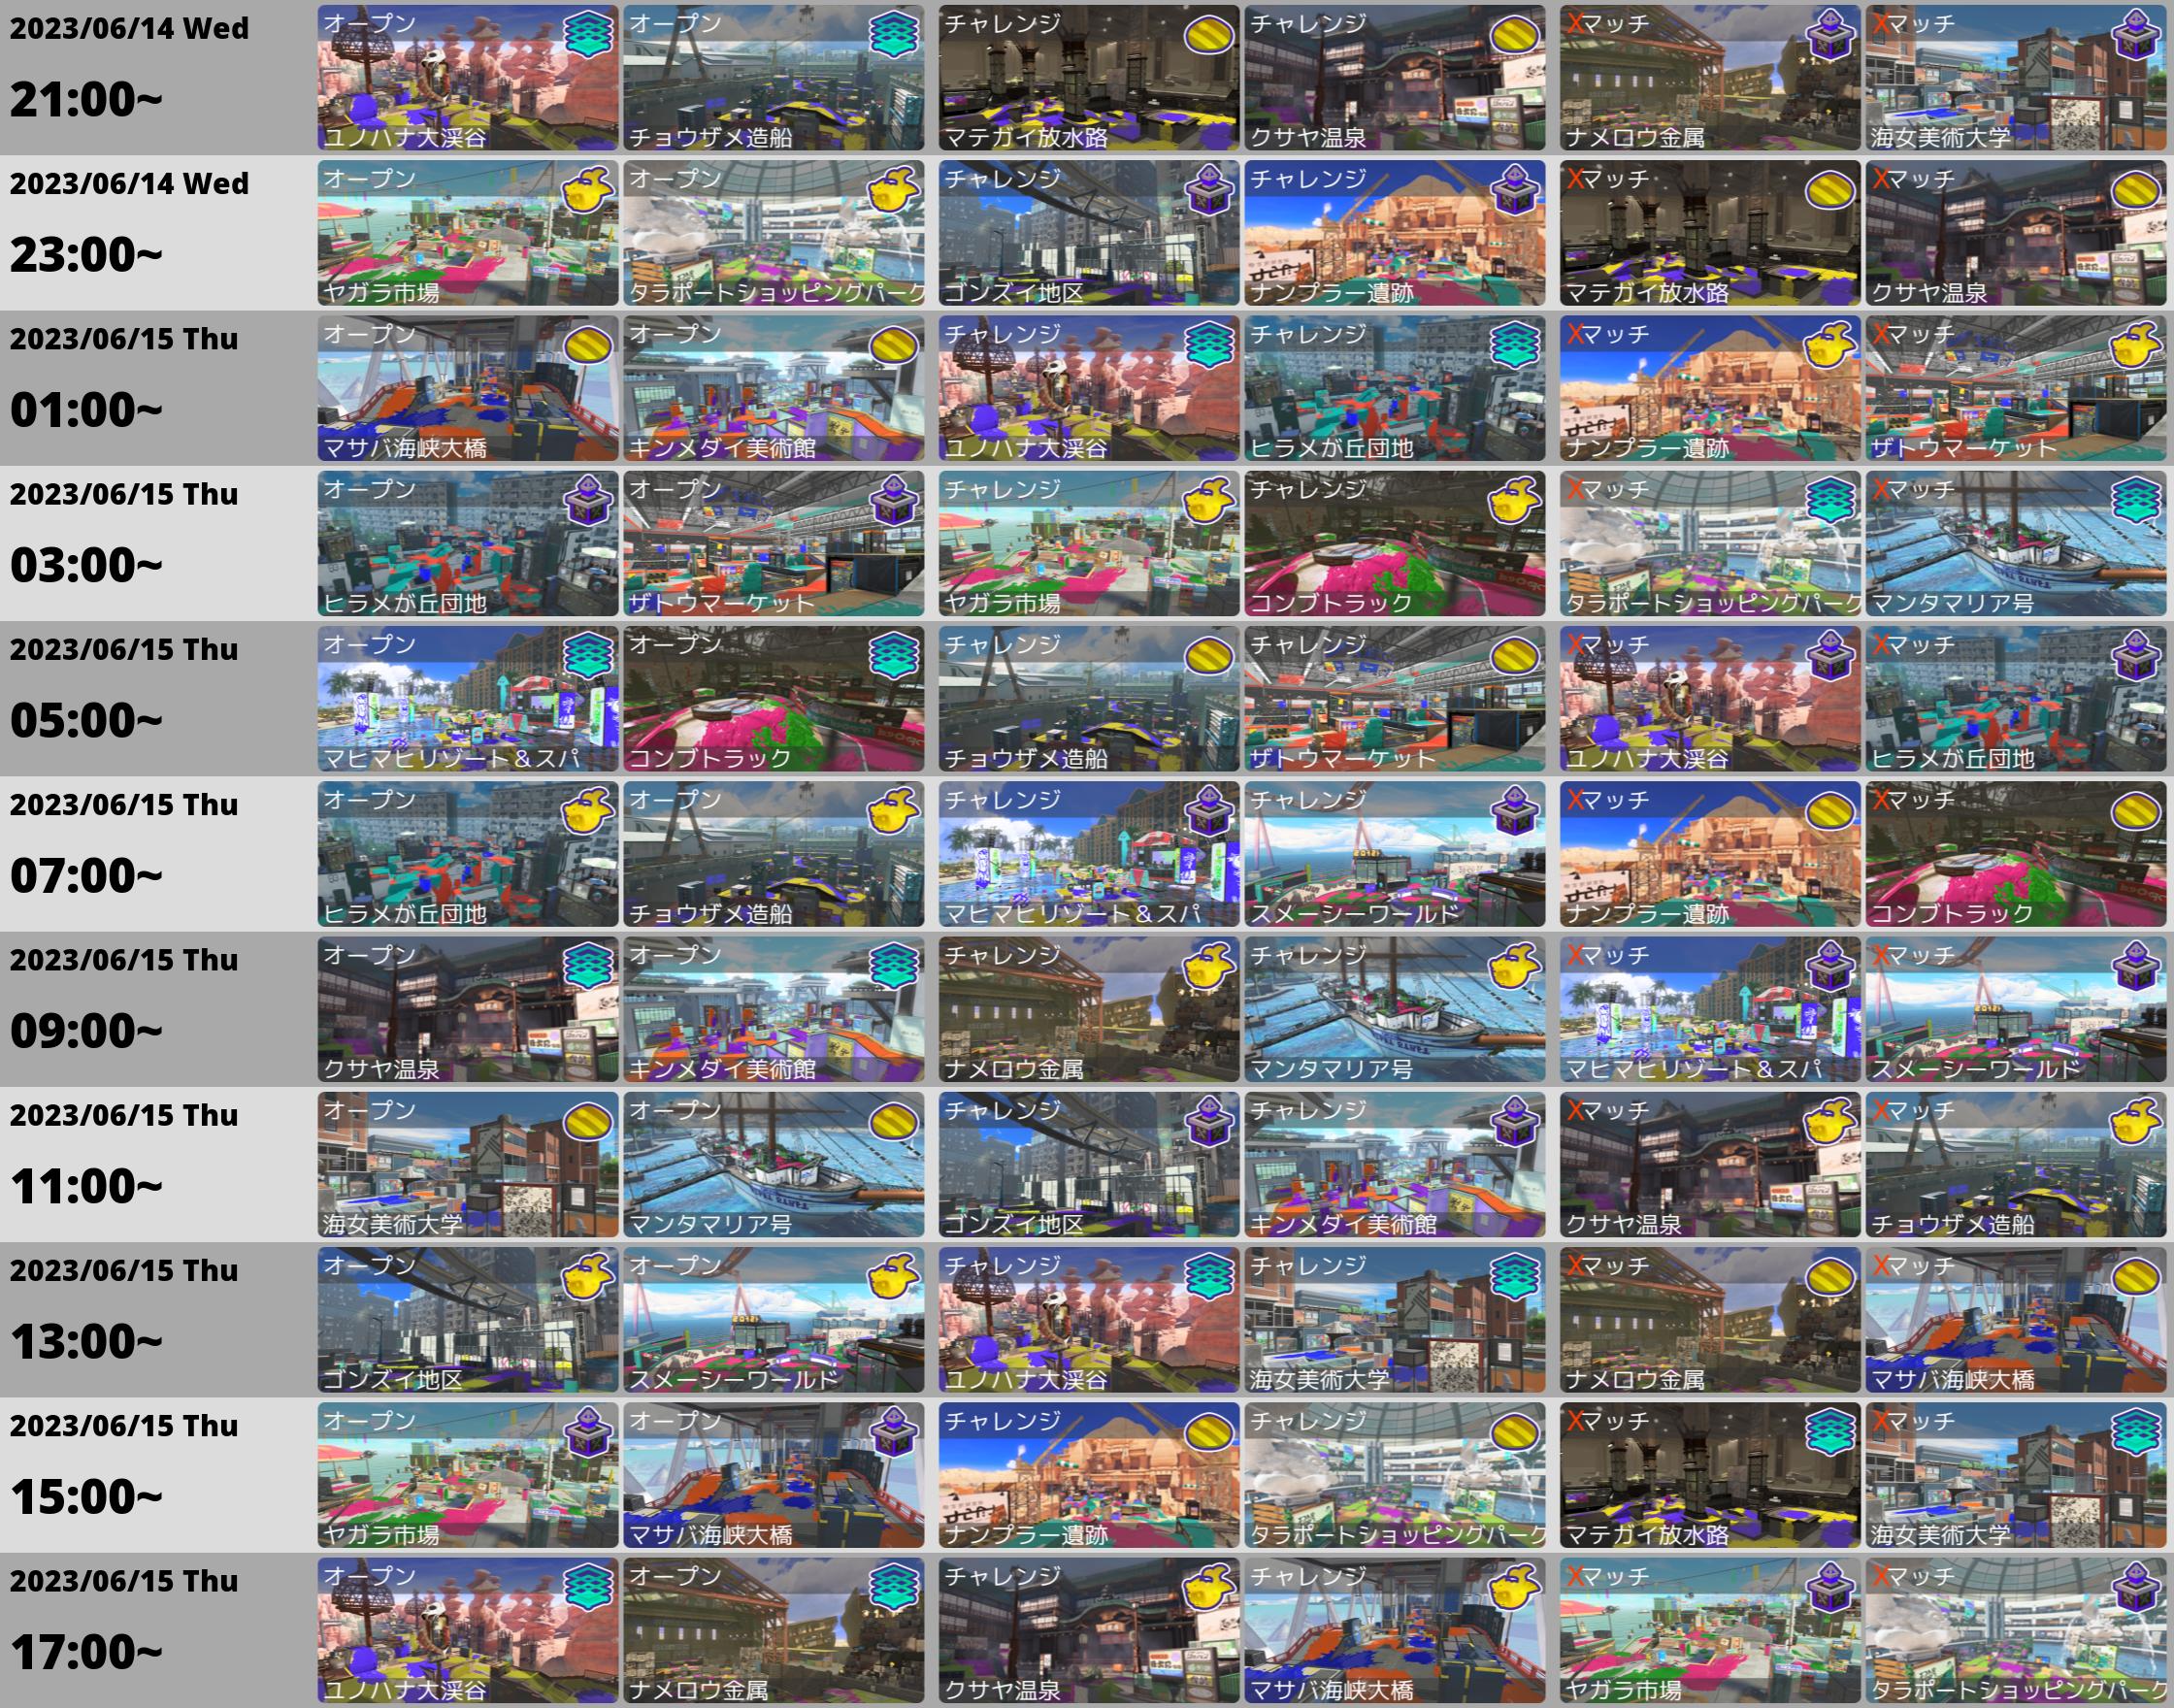 2023/06/14 Wed
21:00~
オープン オープン チャレンジ チャレンジ Xマッチ Xマッチ
ユノハナ大渓谷 チョウザメ造船 マテガイ放水路 クサヤ温泉 ナメロウ金属 海女美術大学
2023/06/14 Wed
23:00~
オープン オープン チャレンジ チャレンジ Xマッチ Xマッチ
ヤガラ市場 タラポートショッピングパーク ゴンズイ地区 ナンプラー遺跡 マテガイ放水路 クサヤ温泉
2023/06/15 Thu
01:00~
オープン オープン チャレンジ チャレンジ Xマッチ Xマッチ
マサバ海峡大橋 キンメダイ美術館 ユノハナ大渓谷 ヒラメが丘団地 ナンプラー遺跡 ザトウマーケット
2023/06/15 Thu
03:00~
オープン オープン チャレンジ チャレンジ Xマッチ Xマッチ
ヒラメが丘団地 ザトウマーケット ヤガラ市場 コンブトラック タラポートショッピングパーク マンタマリア号
2023/06/15 Thu
05:00~
オープン オープン チャレンジ チャレンジ Xマッチ Xマッチ
マヒマヒリゾート＆スパ コンブトラック チョウザメ造船 ザトウマーケット ユノハナ大渓谷 ヒラメが丘団地
2023/06/15 Thu
07:00~
オープン オープン チャレンジ チャレンジ Xマッチ Xマッチ
ヒラメが丘団地 チョウザメ造船 マヒマヒリゾート＆スパ スメーシーワールド ナンプラー遺跡 コンブトラック
2023/06/15 Thu
09:00~
オープン オープン チャレンジ チャレンジ Xマッチ Xマッチ
クサヤ温泉 キンメダイ美術館 ナメロウ金属 マンタマリア号 マヒマヒリゾート＆スパ スメーシーワールド
2023/06/15 Thu
11:00~
オープン オープン チャレンジ チャレンジ Xマッチ Xマッチ
海女美術大学 マンタマリア号 ゴンズイ地区 キンメダイ美術館 クサヤ温泉 チョウザメ造船
2023/06/15 Thu
13:00~
オープン オープン チャレンジ チャレンジ Xマッチ Xマッチ
ゴンズイ地区 スメーシーワールド ユノハナ大渓谷 海女美術大学 ナメロウ金属 マサバ海峡大橋
2023/06/15 Thu
15:00~
オープン オープン チャレンジ チャレンジ Xマッチ Xマッチ
ヤガラ市場 マサバ海峡大橋 ナンプラー遺跡 タラポートショッピングパーク マテガイ放水路 海女美術大学
2023/06/15 Thu
17:00~
オープン オープン チャレンジ チャレンジ Xマッチ Xマッチ
ユノハナ大渓谷 ナメロウ金属 クサヤ温泉 マサバ海峡大橋 ヤガラ市場 タラポートショッピングパーク